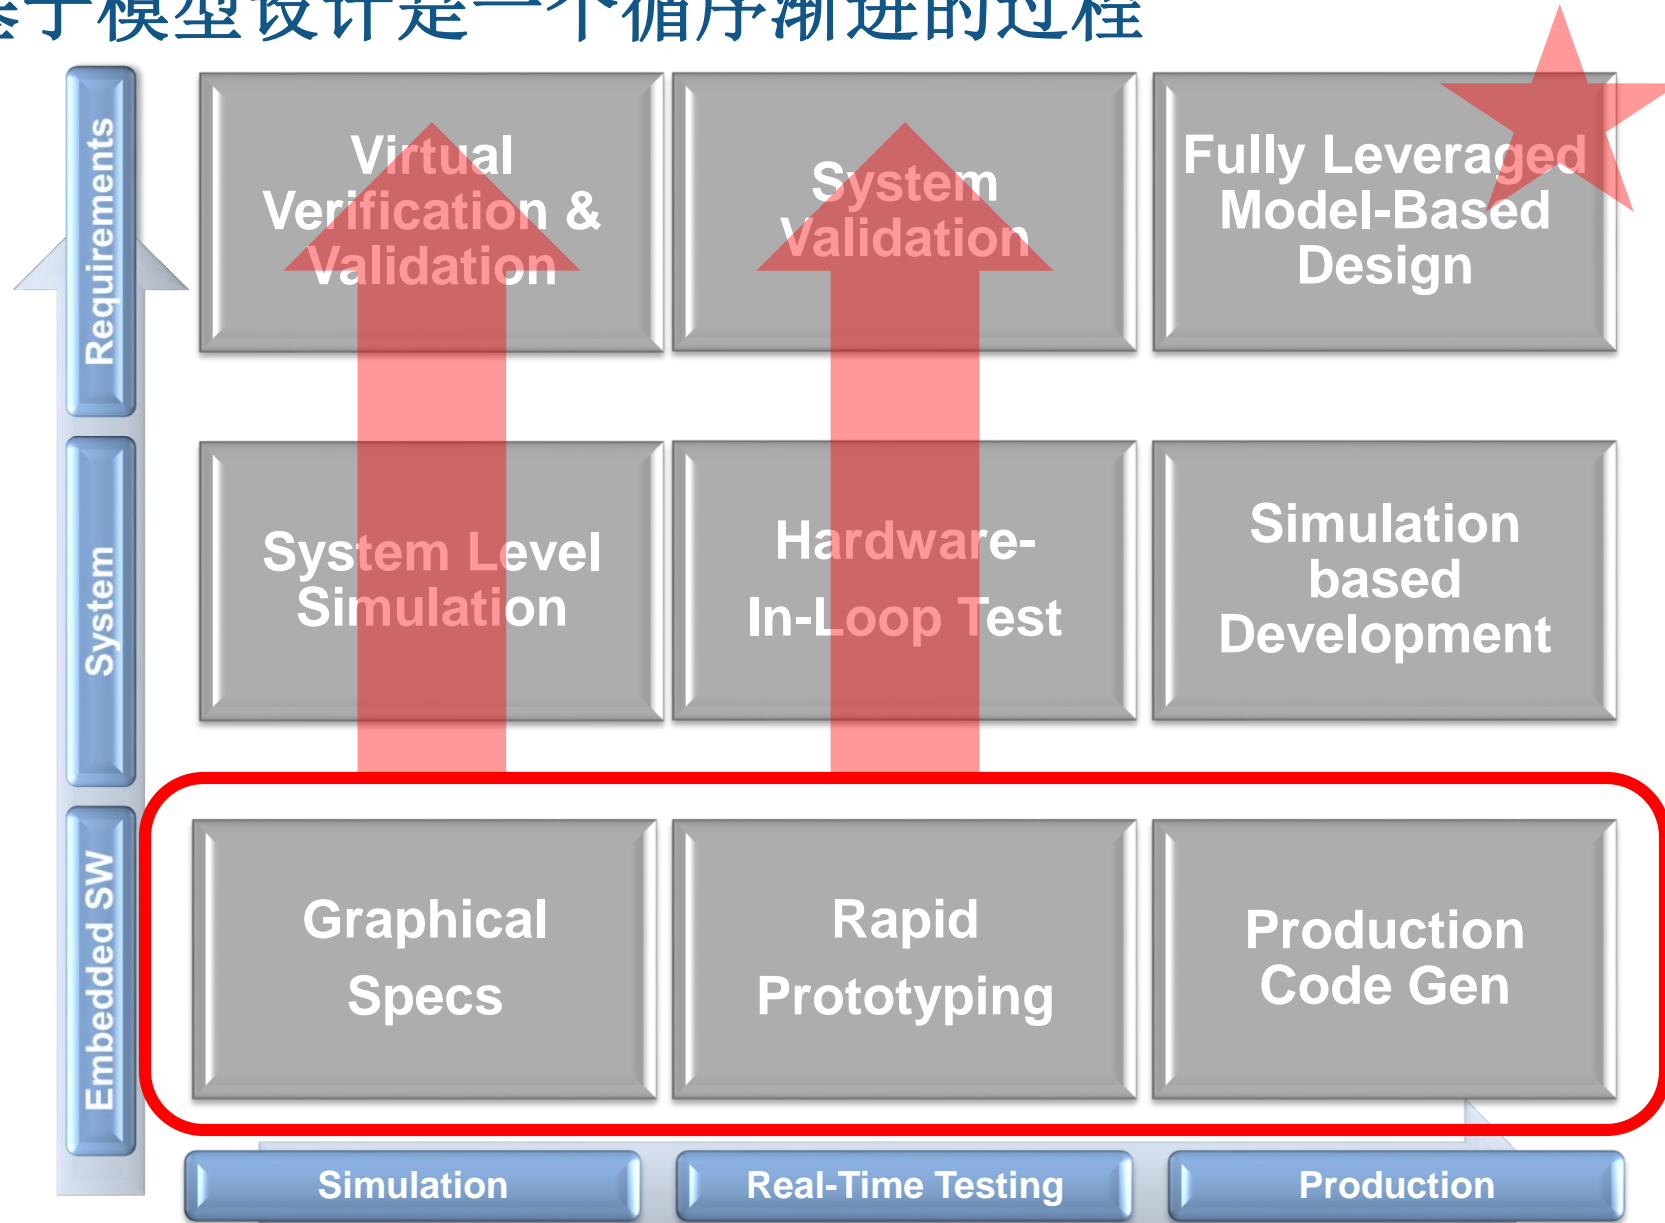 基于模型设计是一个循序渐进的过程
Requirements
Virtual
Verification &
Validation
System
Validation
Fully Leveraged
Model-Based
Design
System
System Level
Simulation
Hardware-
In-Loop Test
Simulation
based
Development
Embedded SW
Graphical
Specs
Rapid
Prototyping
Production
Code Gen
Simulation
Real-Time Testing
Production